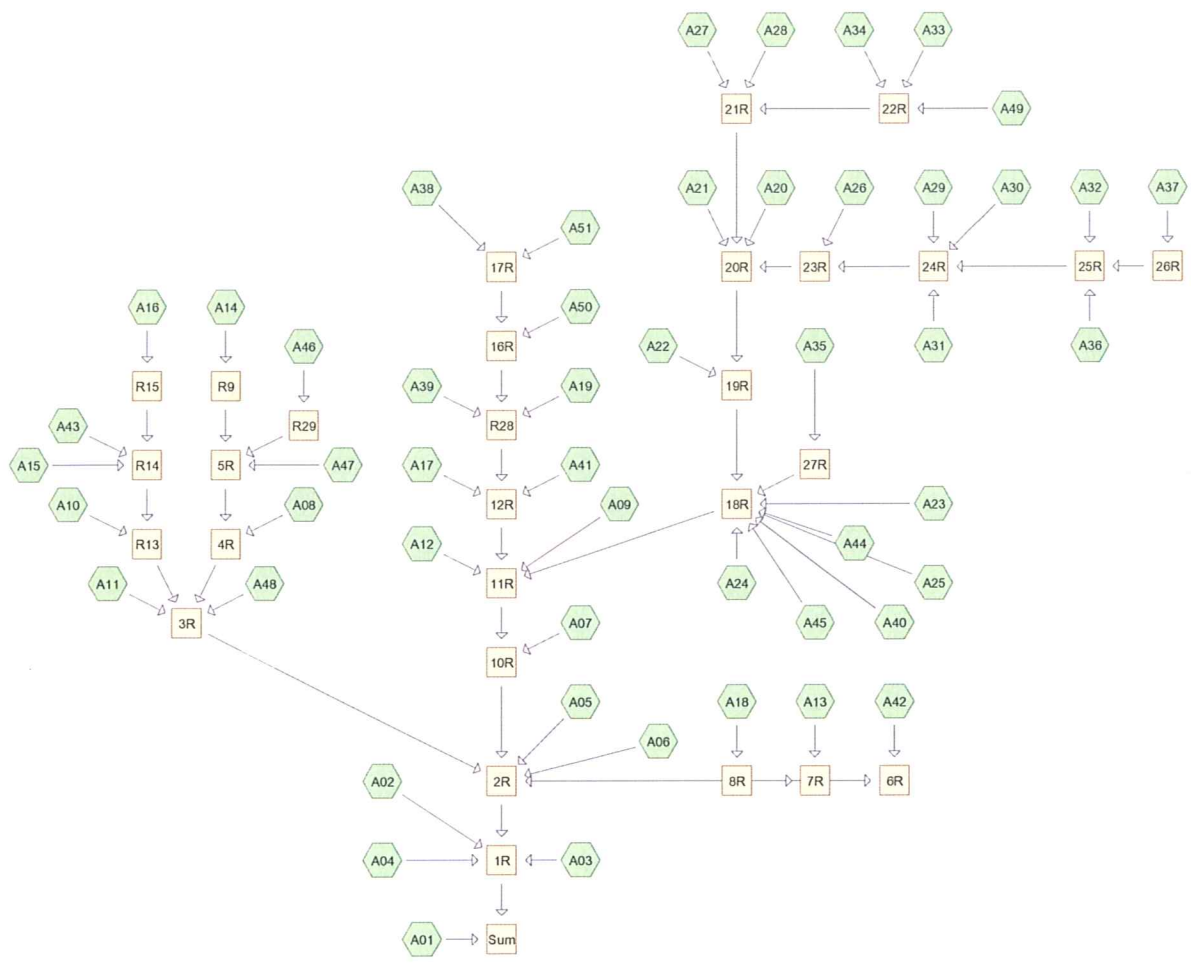 A27 A28 A34 A33
21R 22R A49
A38 A21 A20 A26 A29 A30 A32 A37
A51
17R 20R 23R 24R 25R 26R
A16 A14 A50
A46 16R A22 A35 A31 A36
R15 R9 A39 A19 19R
A43 R29 R28
A15 R14 5R A47 A17 A41 27R
A10 A08 12R A09 18R A23
R13 4R A12 A44
A11 A48 11R A24 A25
3R A07 A45 A40
10R
A05 A18 A13 A42
A06
A02 2R 8R 7R 6R
A04 1R A03
A01 Sum